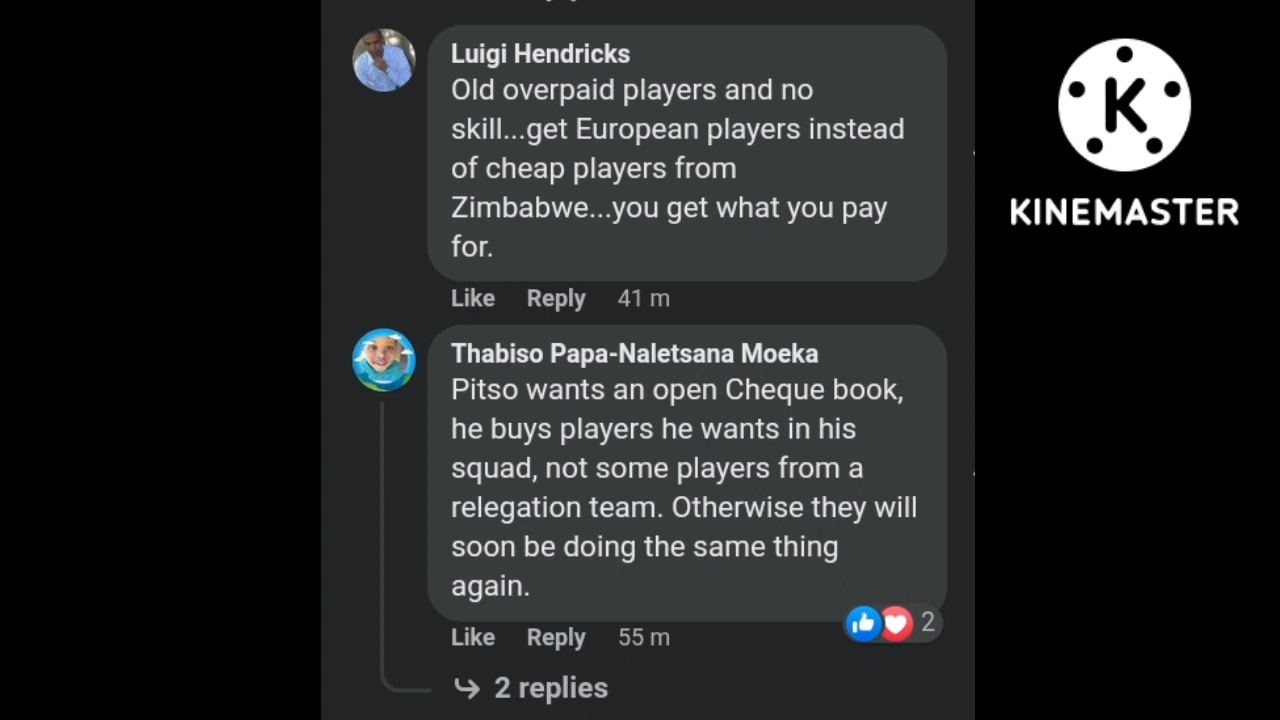 Luigi Hendricks
Old overpaid players and no
skill...get European players instead
of cheap players from
Zimbabwe...you get what you pay
for.
Like Reply 41 m
Thabiso Papa-Naletsana Moeka
Pitso wants an open Cheque book,
he buys players he wants in his
squad, not some players from a
relegation team. Otherwise they will
soon be doing the same thing
again.
2
Like Reply 55 m
2 replies
K
KINEMASTER